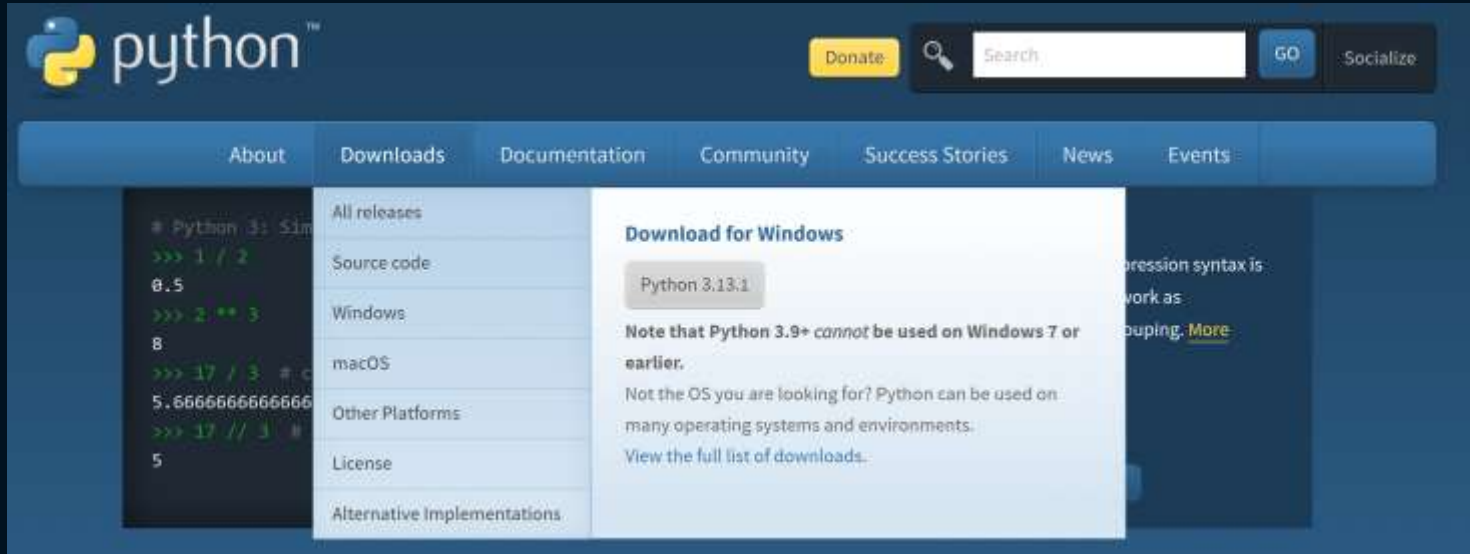 python™
Donate
Search
GO
Socialize
About
Downloads
Documentation
Community
Success Stories
News
Events
# Python 3: Sim
>>> 1 / 2
0.5
>>> 2 ** 3
8
>>> 17 / 3 # c
5.6666666666666
>>> 17 // 3 #
5
All releases
Source code
Windows
macOS
Other Platforms
License
Alternative Implementations
Download for Windows
Python 3.13.1
Note that Python 3.9+ cannot be used on Windows 7 or
earlier.
Not the OS you are looking for? Python can be used on
many operating systems and environments.
View the full list of downloads.
pression syntax is
work as
ouping. More